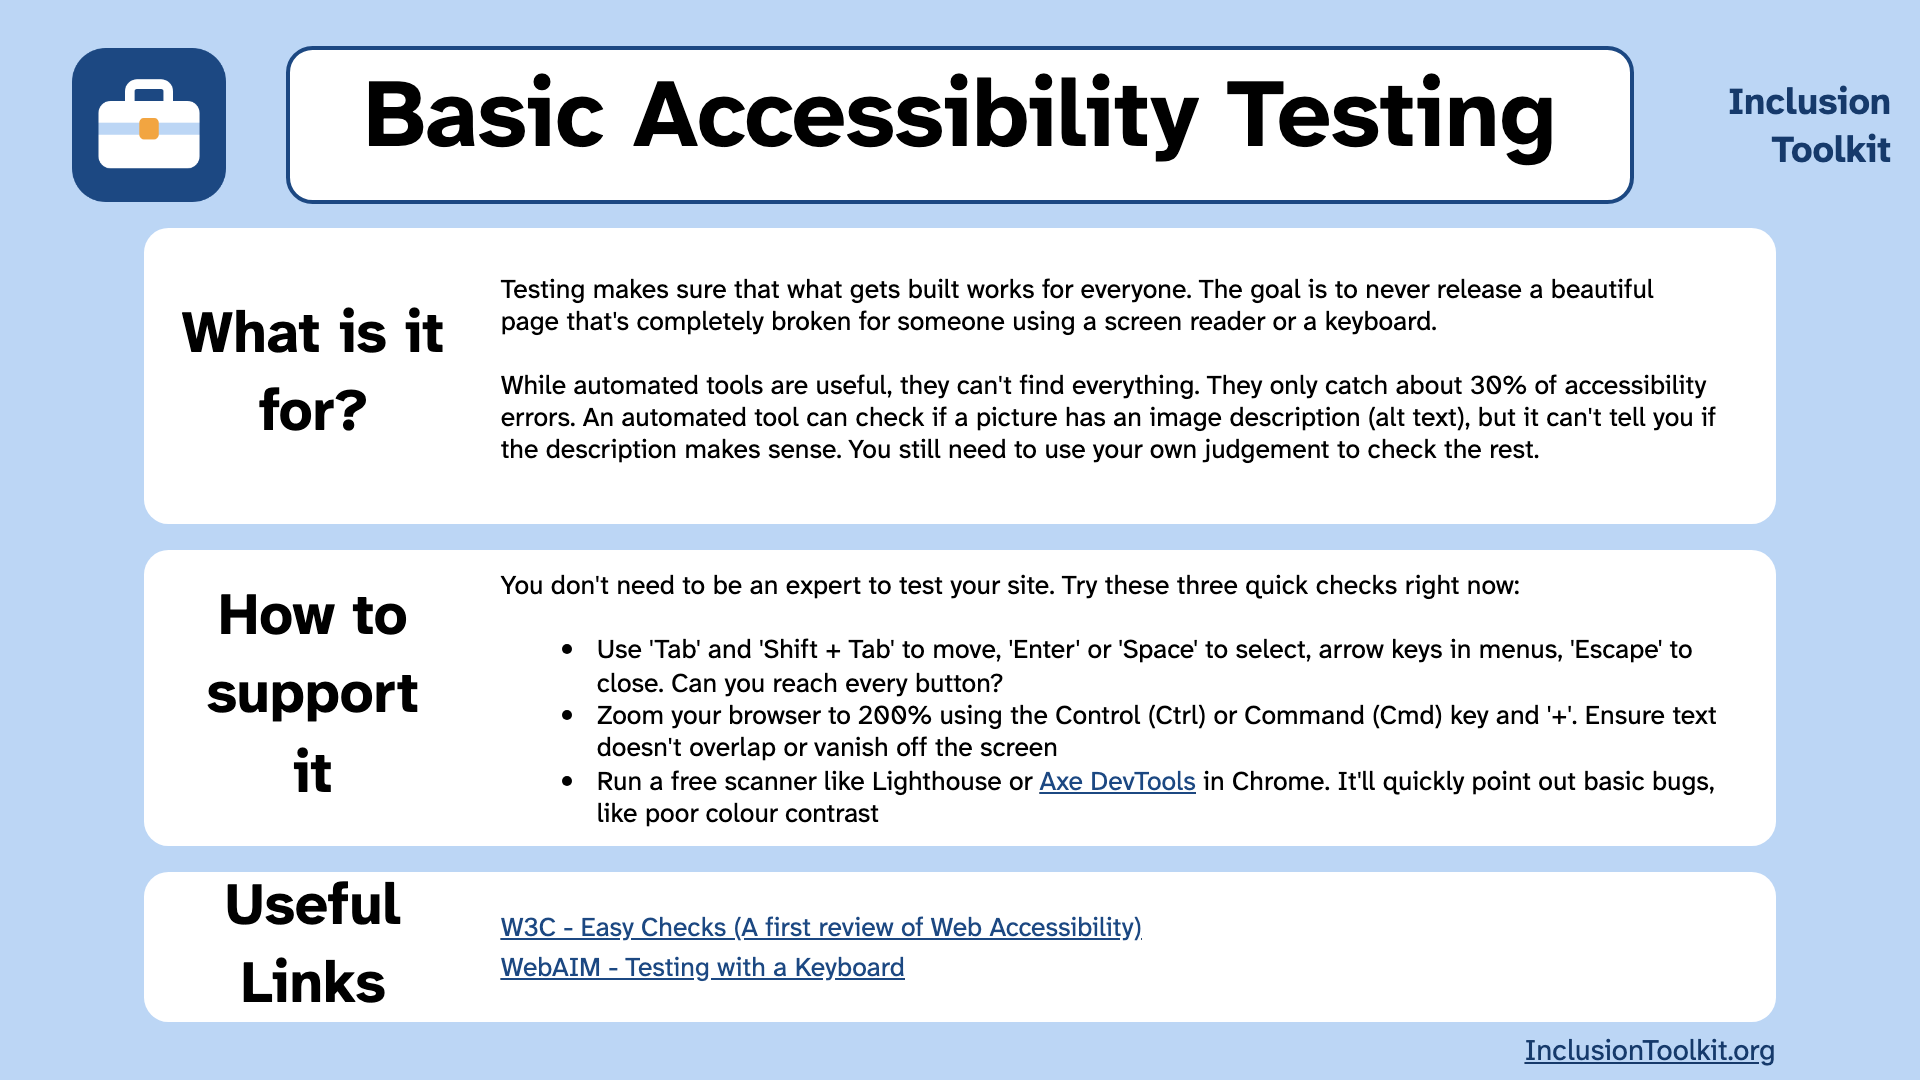 Basic Accessibility Testing
Inclusion
Toolkit
What is it
for?
Testing makes sure that what gets built works for everyone. The goal is to never release a beautiful
page that's completely broken for someone using a screen reader or a keyboard.
While automated tools are useful, they can't find everything. They only catch about 30% of accessibility
errors. An automated tool can check if a picture has an image description (alt text), but it can't tell you if
the description makes sense. You still need to use your own judgement to check the rest.
How to
support
it
You don't need to be an expert to test your site. Try these three quick checks right now:
• Use 'Tab' and 'Shift + Tab' to move, 'Enter' or 'Space' to select, arrow keys in menus, 'Escape' to
close. Can you reach every button?
• Zoom your browser to 200% using the Control (Ctrl) or Command (Cmd) key and '+'. Ensure text
doesn't overlap or vanish off the screen
• Run a free scanner like Lighthouse or Axe DevTools in Chrome. It'll quickly point out basic bugs,
like poor colour contrast
Useful
Links
W3C - Easy Checks (A first review of Web Accessibility)
WebAIM - Testing with a Keyboard
InclusionToolkit.org